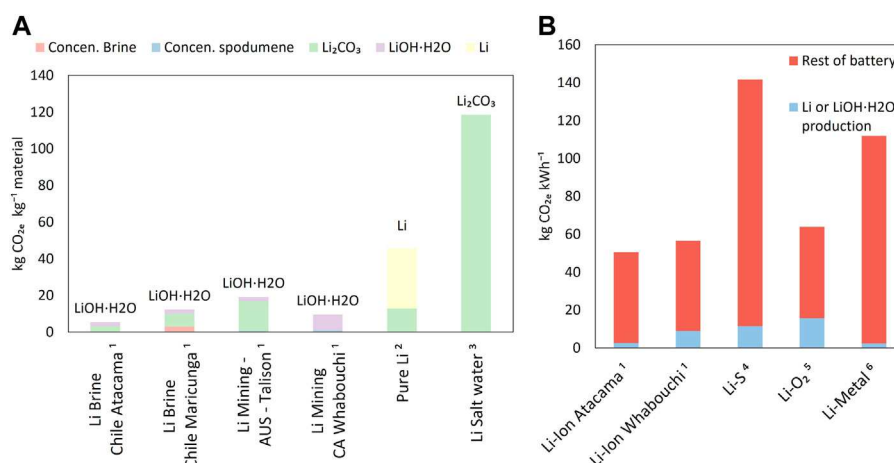 A
Concen. Brine Concen. spodumene Li₂CO₃ LiOH·H2O Li
140
120
100
80
60
40
20
0
kg CO₂ₑ kg⁻¹ material
LiOH·H2O
LiOH·H2O
LiOH·H2O
LiOH·H2O
Li
Li₂CO₃
Li Brine
Chile Atacama ¹
Li Brine
Chile Maricunga ¹
Li Mining -
AUS - Talison ¹
Li Mining
CA Whabouchi ¹
Pure Li ²
Li Salt water ³
B
160
140
120
100
80
60
40
20
0
kg CO₂ₑ kWh⁻¹
Rest of battery
Li or LiOH·H2O
production
Li-Ion Atacama ¹
Li-Ion Whabouchi ¹
Li-S ⁴
Li-O₂ ⁵
Li-Metal ⁶